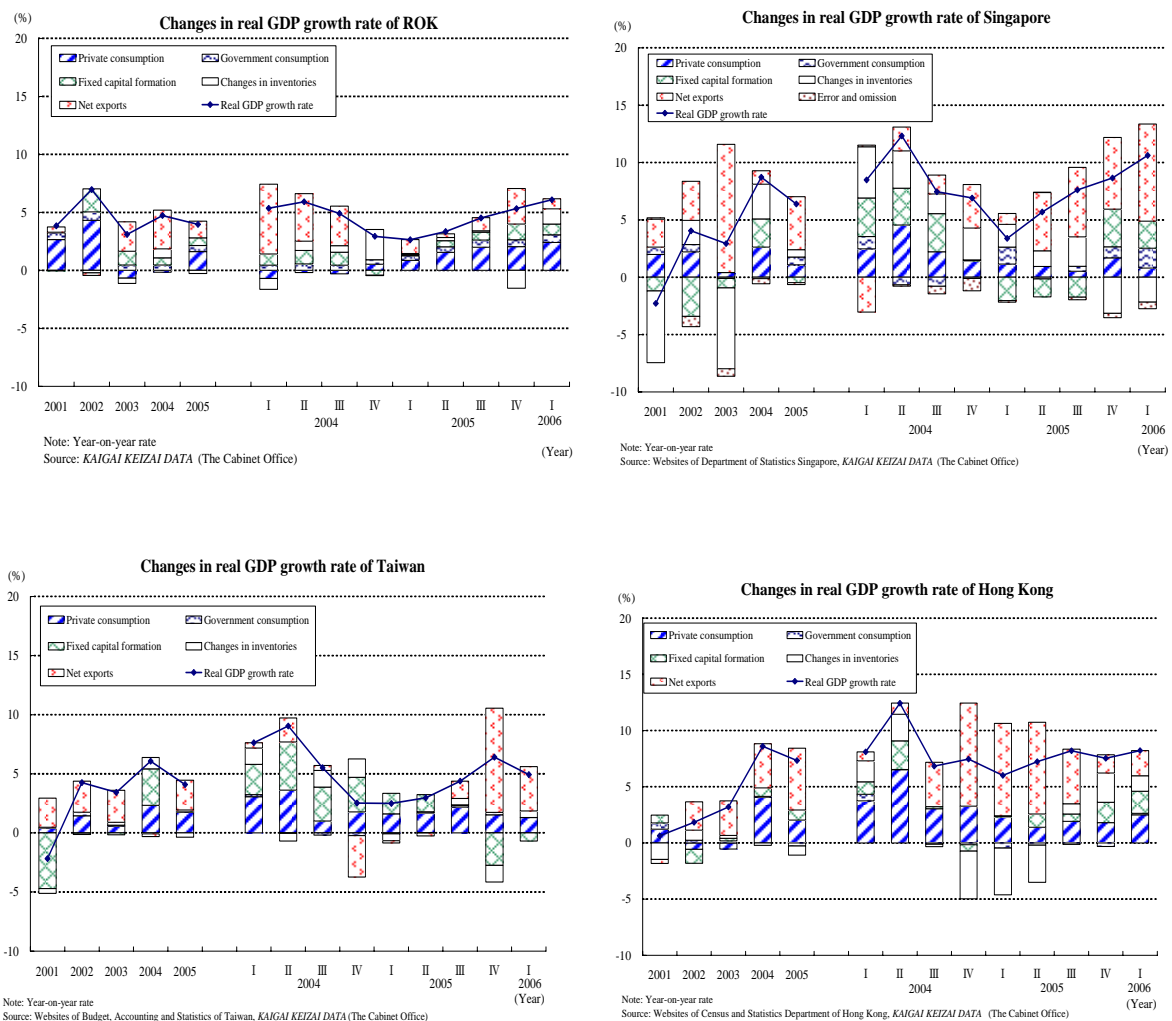 Changes in real GDP growth rate of ROK
(%)
20
15
10
5
0
-5
-10
Private consumption
Government consumption
Fixed capital formation
Changes in inventories
Net exports
Real GDP growth rate
2001 2002 2003 2004 2005 Ⅰ Ⅱ Ⅲ Ⅳ Ⅰ Ⅱ Ⅲ Ⅳ Ⅰ
2004 2005 2006
(Year)
Note: Year-on-year rate
Source: KAIGAI KEIZAI DATA (The Cabinet Office)
Changes in real GDP growth rate of Singapore
(%)
20
15
10
5
0
-5
-10
Private consumption
Government consumption
Fixed capital formation
Changes in inventories
Net exports
Error and omission
Real GDP growth rate
2001 2002 2003 2004 2005 Ⅰ Ⅱ Ⅲ Ⅳ Ⅰ Ⅱ Ⅲ Ⅳ Ⅰ
2004 2005 2006
(Year)
Note: Year-on-year rate
Source: Websites of Department of Statistics Singapore, KAIGAI KEIZAI DATA (The Cabinet Office)
Changes in real GDP growth rate of Taiwan
(%)
20
15
10
5
0
-5
-10
Private consumption
Government consumption
Fixed capital formation
Changes in inventories
Net exports
Real GDP growth rate
2001 2002 2003 2004 2005 Ⅰ Ⅱ Ⅲ Ⅳ Ⅰ Ⅱ Ⅲ Ⅳ Ⅰ
2004 2005 2006
(Year)
Note: Year-on-year rate
Source: Websites of Budget, Accounting and Statistics of Taiwan, KAIGAI KEIZAI DATA (The Cabinet Office)
Changes in real GDP growth rate of Hong Kong
(%)
20
15
10
5
0
-5
-10
Private consumption
Government consumption
Fixed capital formation
Changes in inventories
Net exports
Real GDP growth rate
2001 2002 2003 2004 2005 Ⅰ Ⅱ Ⅲ Ⅳ Ⅰ Ⅱ Ⅲ Ⅳ Ⅰ
2004 2005 2006
(Year)
Note: Year-on-year rate
Source: Websites of Census and Statistics Department of Hong Kong, KAIGAI KEIZAI DATA (The Cabinet Office)